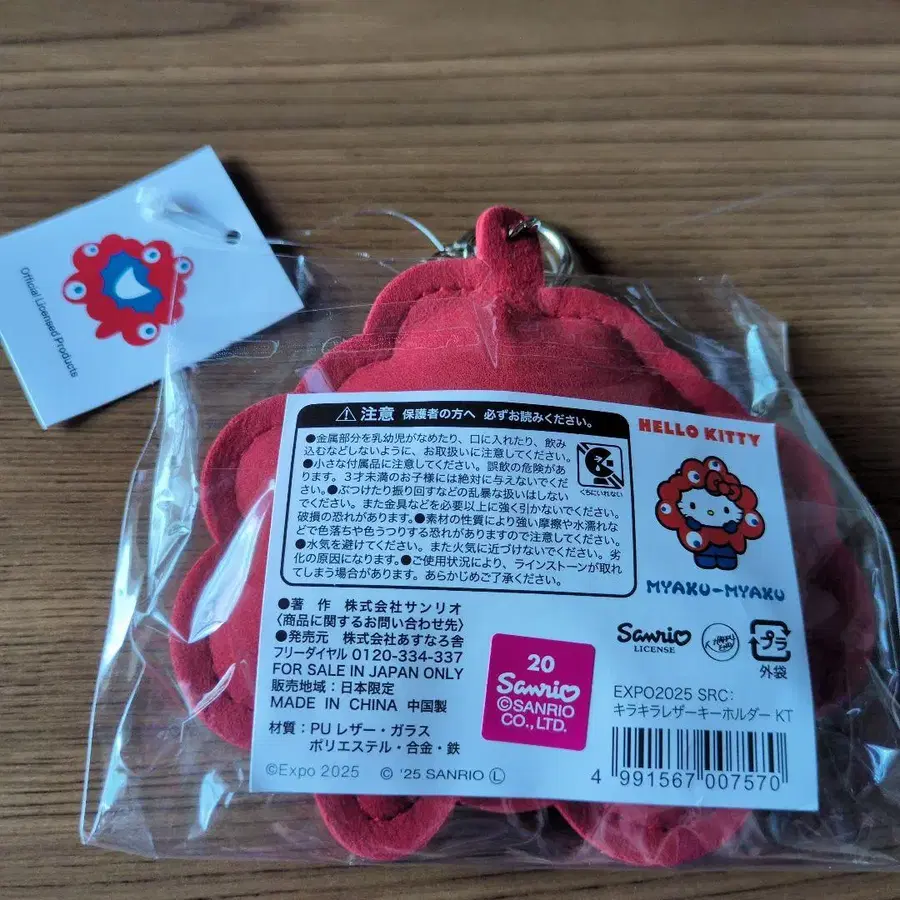 Official Licensed Products
⚠ 注意 保護者の方へ 必ずお読みください。
●金属部分を乳幼児がなめたり、口に入れたり、飲み
込むなどしないように、お取扱いに注意してください。
●小さな付属品に注意してください。誤飲の危険があ
ります。3才未満のお子様には絶対に与えないでくだ
さい。●ぶつけたり振り回すなどの乱暴な扱いはしない
でください。また金具などを必要以上に強く引かないでください。
破損の恐れがあります。●素材の性質により強い摩擦や水濡れな
どで色落ちや色うつりする恐れがありますので注意してください。
●水気を避けてください。また火気に近づけないでください。劣
化の原因になります。●ご使用状況により、ラインストーンが取れ
てしまう場合があります。あらかじめご了承ください。
くちにいれない
HELLO KITTY
MYAKU-MYAKU
●著 作 株式会社サンリオ
〈商品に関するお問い合わせ先〉
●発売元 株式会社あすなろ舎
フリーダイヤル 0120-334-337
FOR SALE IN JAPAN ONLY
販売地域:日本限定
MADE IN CHINA 中国製
材質:PU レザー・ガラス
ポリエステル・合金・鉄
©Expo 2025 © '25 SANRIO Ⓛ
20
Sanrio
©SANRIO
CO.,LTD.
Sanrio
LICENSE
プラ
外袋
EXPO2025 SRC:
キラキラレザーキーホルダー KT
4 991567 007570